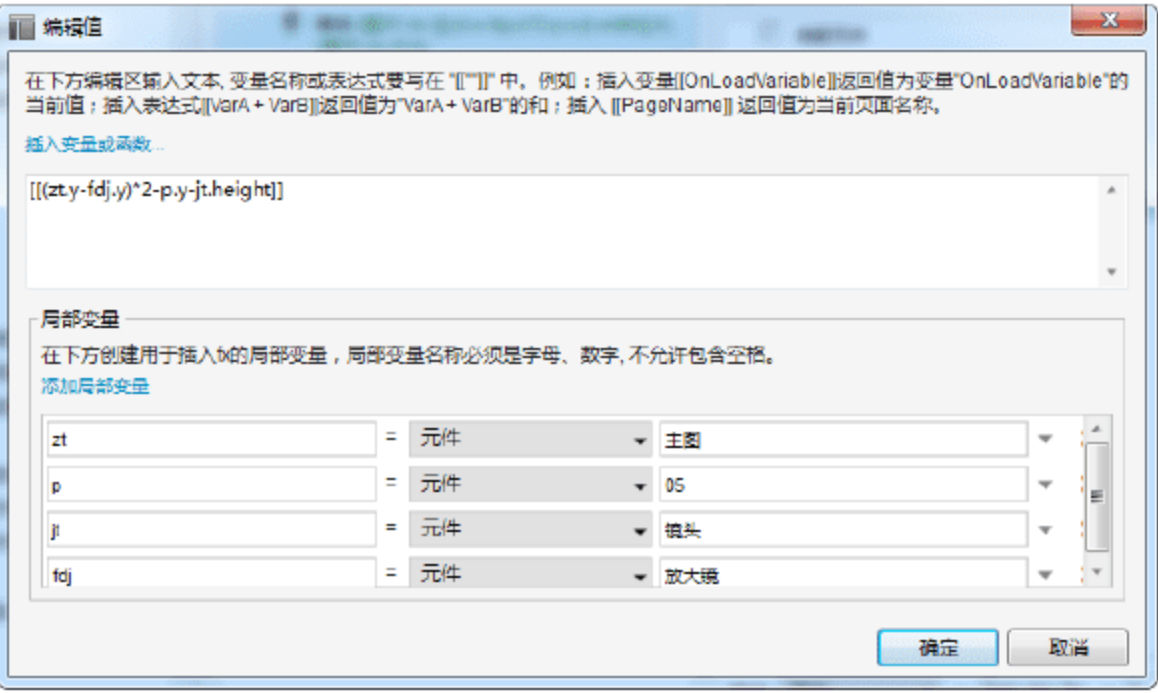 编辑值
在下方编辑区输入文本, 变量名称或表达式要写在 "[[""]]" 中。例如：插入变量[[OnLoadVariable]]返回值为变量"OnLoadVariable"的
当前值；插入表达式[[VarA + VarB]]返回值为"VarA + VarB"的和；插入 [[PageName]] 返回值为当前页面名称。
插入变量或函数...
[[(zt.y-fdj.y)*2-p.y-jt.height]]
局部变量
在下方创建用于插入fx的局部变量，局部变量名称必须是字母、数字, 不允许包含空格。
添加局部变量
zt = 元件 主图
p = 元件 05
jt = 元件 镜头
fdj = 元件 放大镜
确定 取消